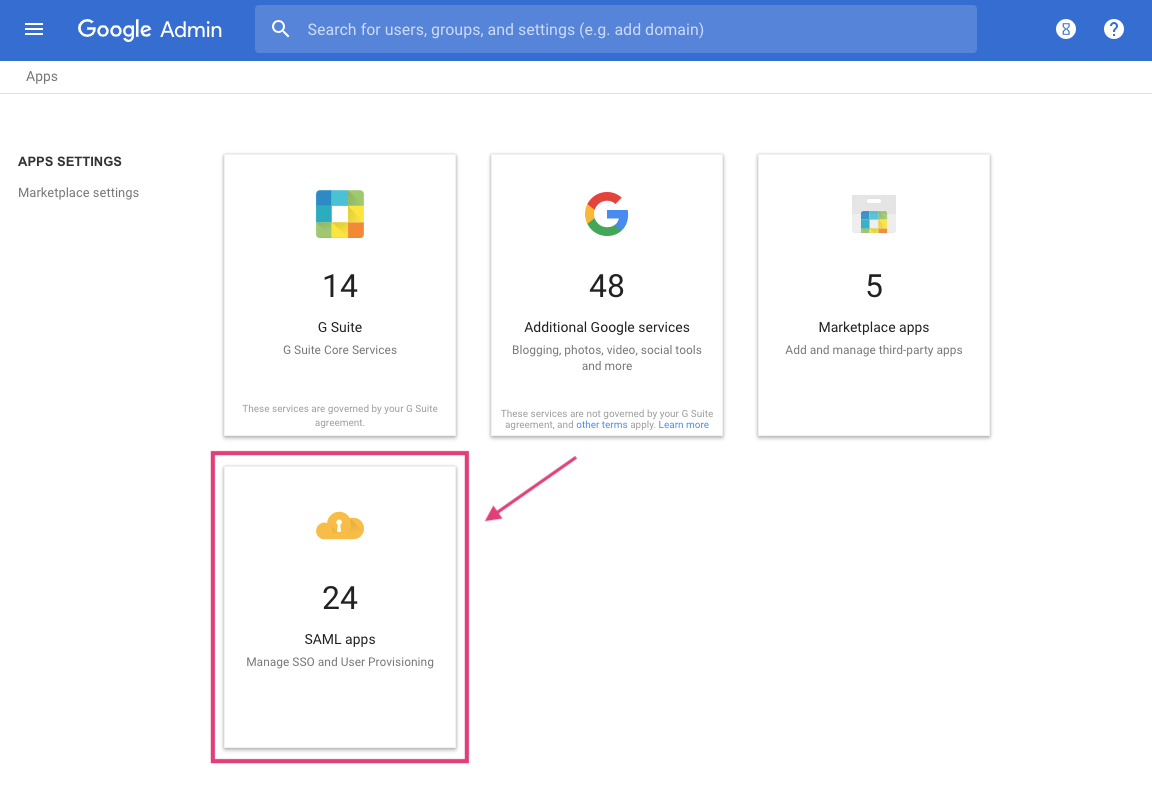 Google Admin
Search for users, groups, and settings (e.g. add domain)
?
Apps
APPS SETTINGS
Marketplace settings
14
G Suite
G Suite Core Services
These services are governed by your G Suite
agreement.
48
Additional Google services
Blogging, photos, video, social tools
and more
These services are not governed by your G Suite
agreement, and other terms apply. Learn more
5
Marketplace apps
Add and manage third-party apps
24
SAML apps
Manage SSO and User Provisioning